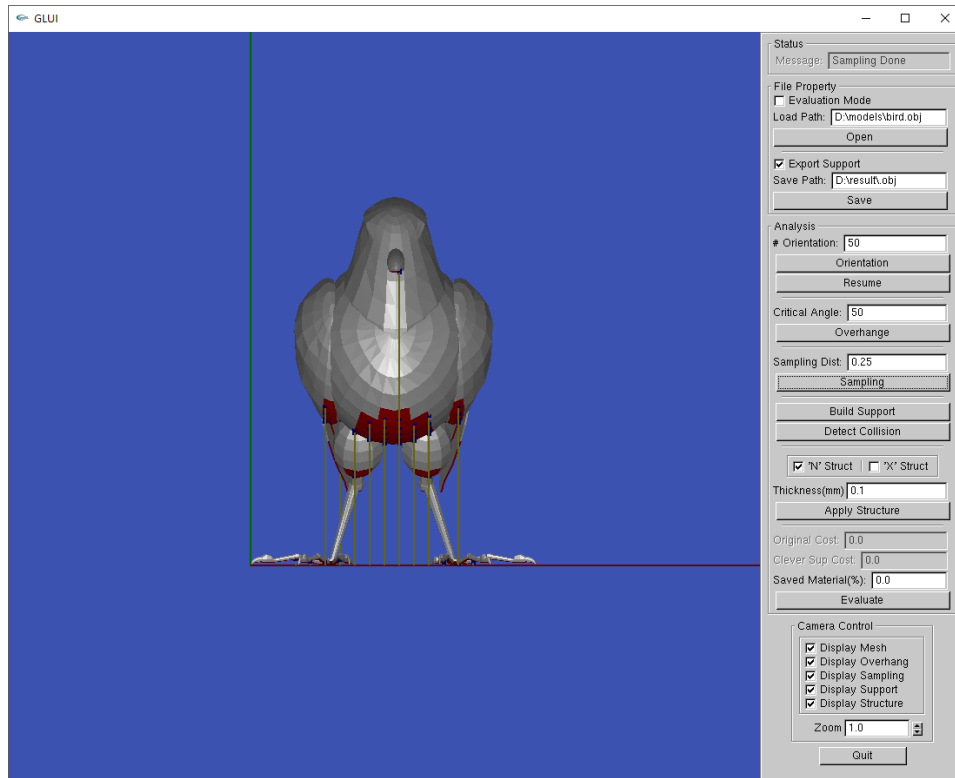 GLUI
Status
Message: Sampling Done
File Property
Evaluation Mode
Load Path: D:\models\bird.obj
Open
Export Support
Save Path: D:\result\.obj
Save
Analysis
# Orientation: 50
Orientation
Resume
Critical Angle: 50
Overhange
Sampling Dist: 0.25
Sampling
Build Support
Detect Collision
'N' Struct 'X' Struct
Thickness(mm) 0.1
Apply Structure
Original Cost: 0.0
Clever Sup Cost: 0.0
Saved Material(%): 0.0
Evaluate
Camera Control
Display Mesh
Display Overhang
Display Sampling
Display Support
Display Structure
Zoom 1.0
Quit